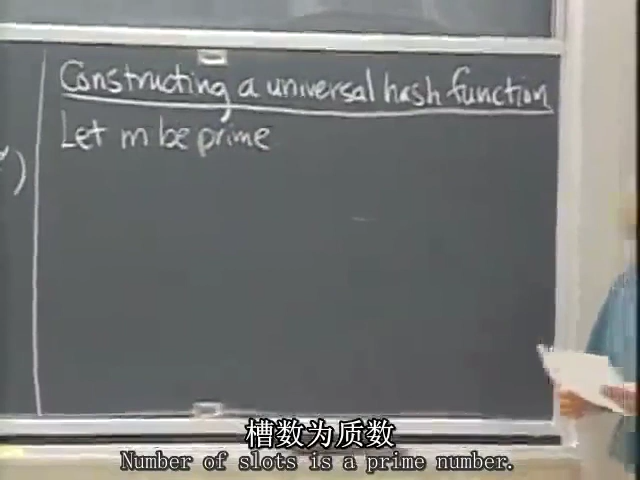 Constructing a universal hash function
Let m be prime
)
槽数为质数
Number of slots is a prime number.